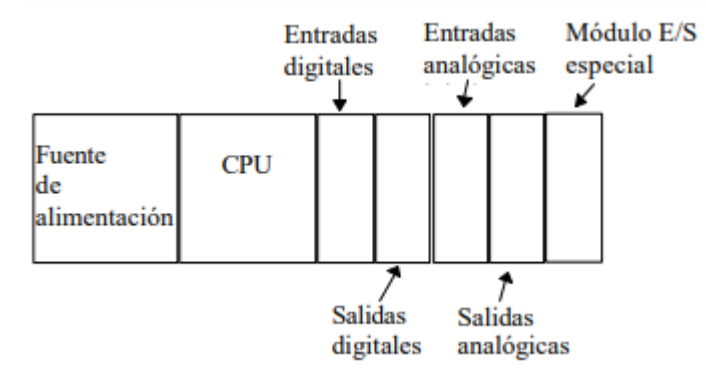 Entradas
digitales
Entradas
analógicas
Módulo E/S
especial
Fuente
de
alimentación
CPU
Salidas
digitales
Salidas
analógicas